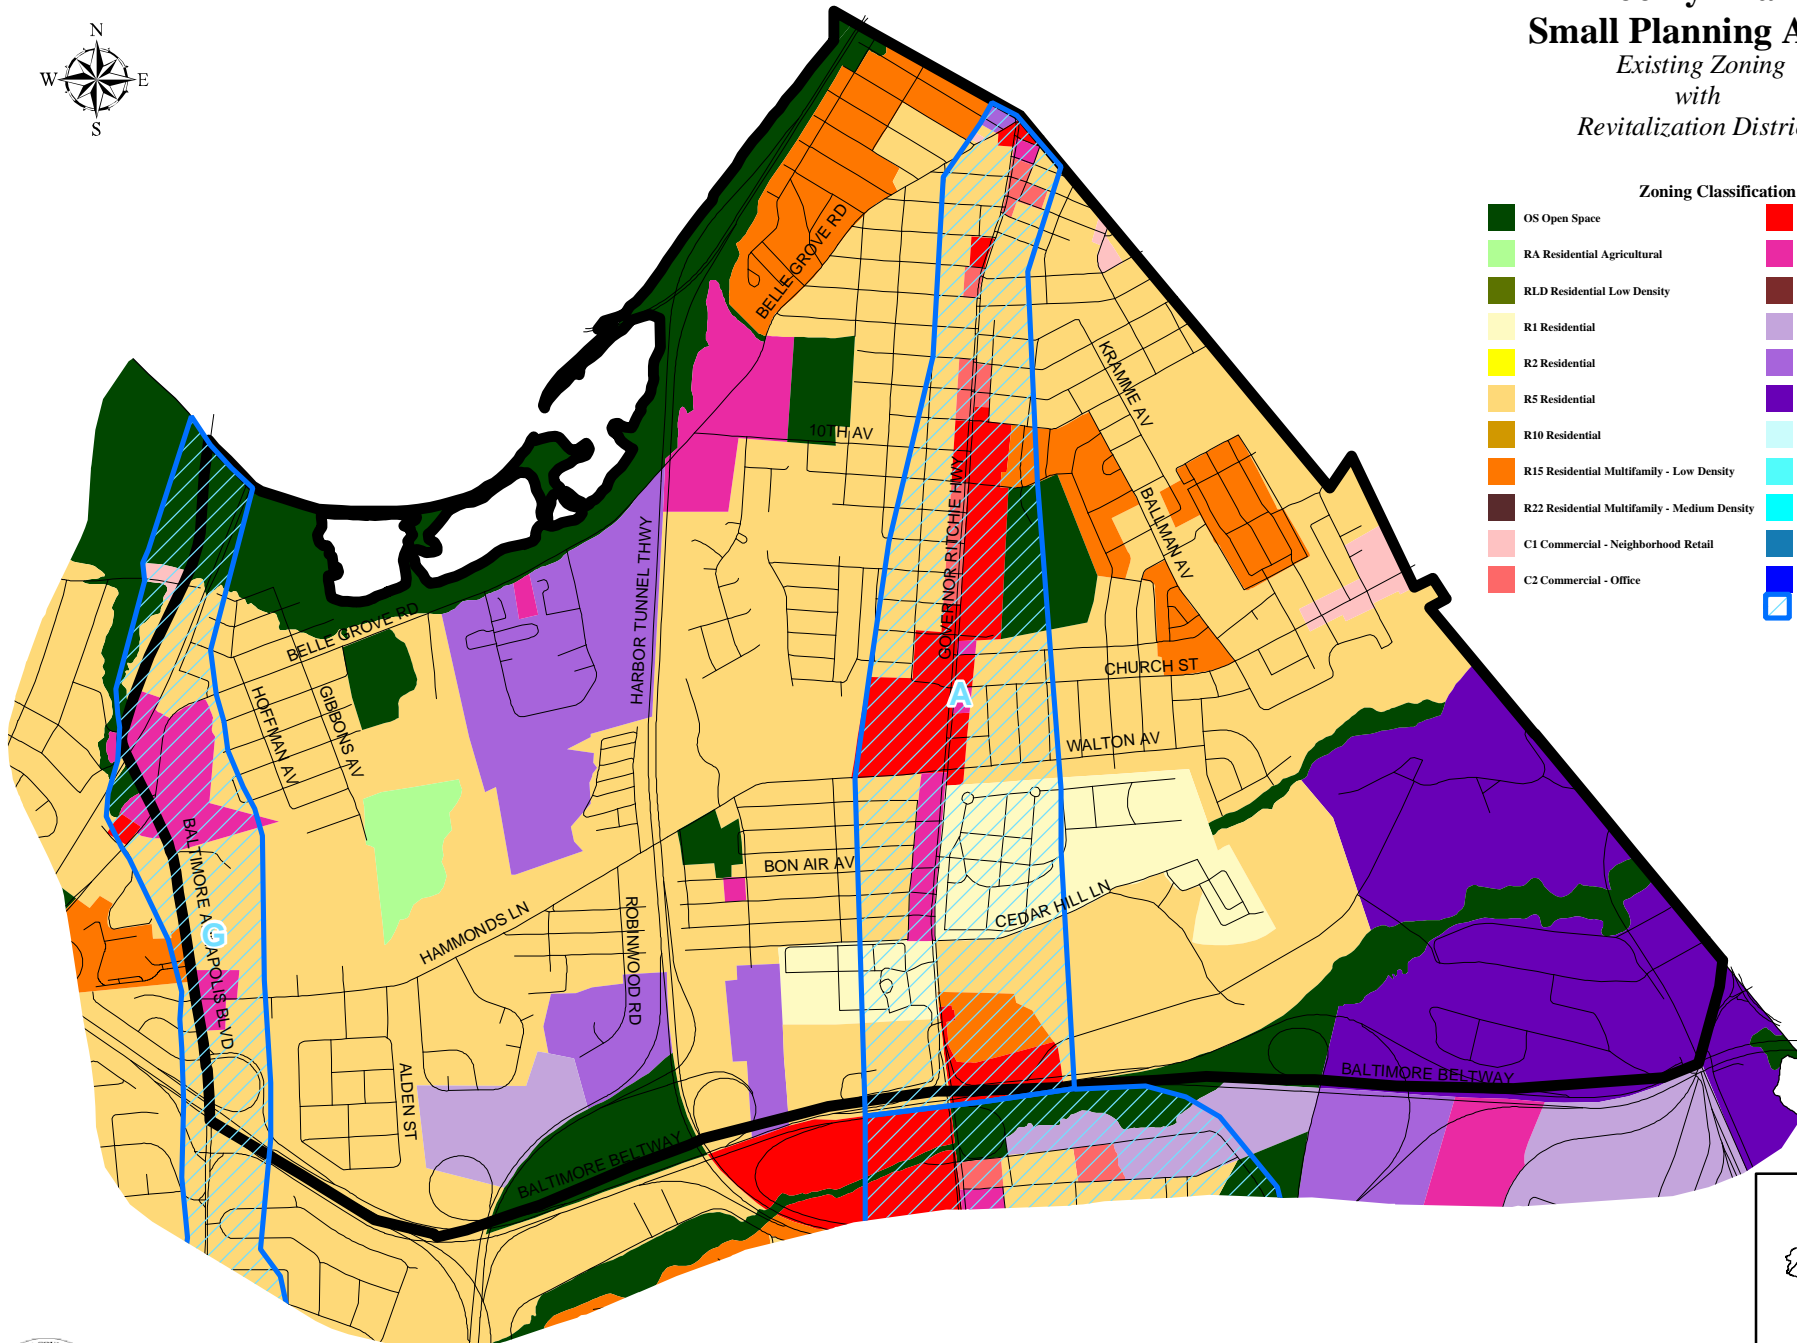 N
W E
S
Small Planning A
Existing Zoning
with
Revitalization Distri
Zoning Classification
OS Open Space
RA Residential Agricultural
RLD Residential Low Density
R1 Residential
R2 Residential
R5 Residential
R10 Residential
R15 Residential Multifamily - Low Density
R22 Residential Multifamily - Medium Density
C1 Commercial - Neighborhood Retail
C2 Commercial - Office
BELLE GROVE RD
KRAMME AV
10TH AV
GOVERNOR RITCHIE HWY
BALLMAN AV
HARBOR TUNNEL THWY
BELLE GROVE RD
CHURCH ST
HOFFMAN AV
GIBBONS AV
A
WALTON AV
BALTIMORE ANNAPOLIS BLVD
BON AIR AV
CEDAR HILL LN
HAMMONDS LN
ROBINWOOD RD
G
ALDEN ST
BALTIMORE BELTWAY
BALTIMORE BELTWAY